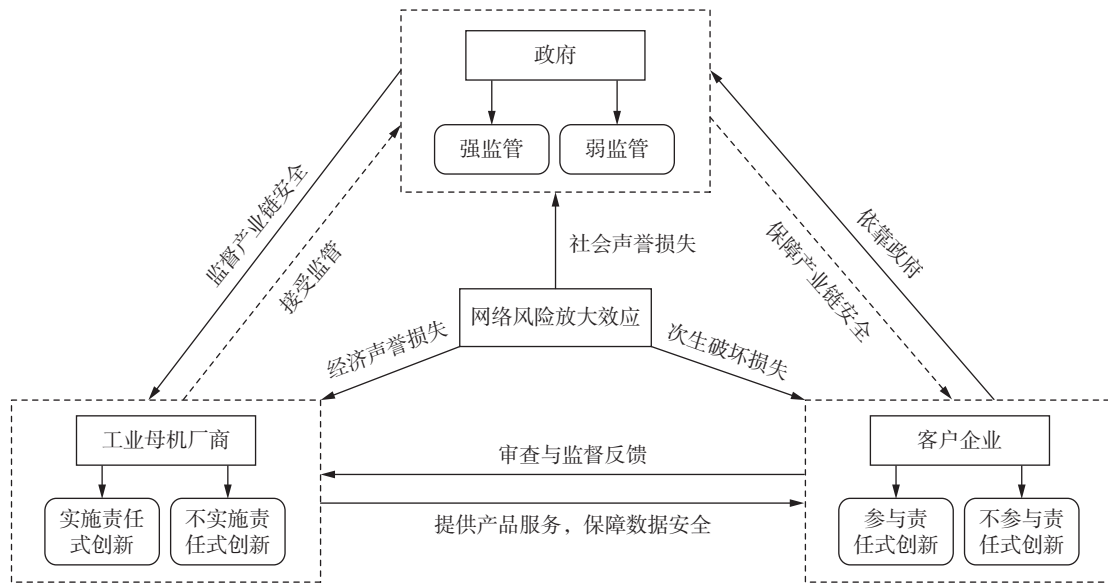 政府
强监管
弱监管
监督产业链安全
接受监管
社会声誉损失
保障产业链安全
依靠政府
网络风险放大效应
经济声誉损失
次生破坏损失
工业母机厂商
实施责任
式创新
不实施责
任式创新
审查与监督反馈
提供产品服务，保障数据安全
客户企业
参与责
任式创新
不参与责
任式创新